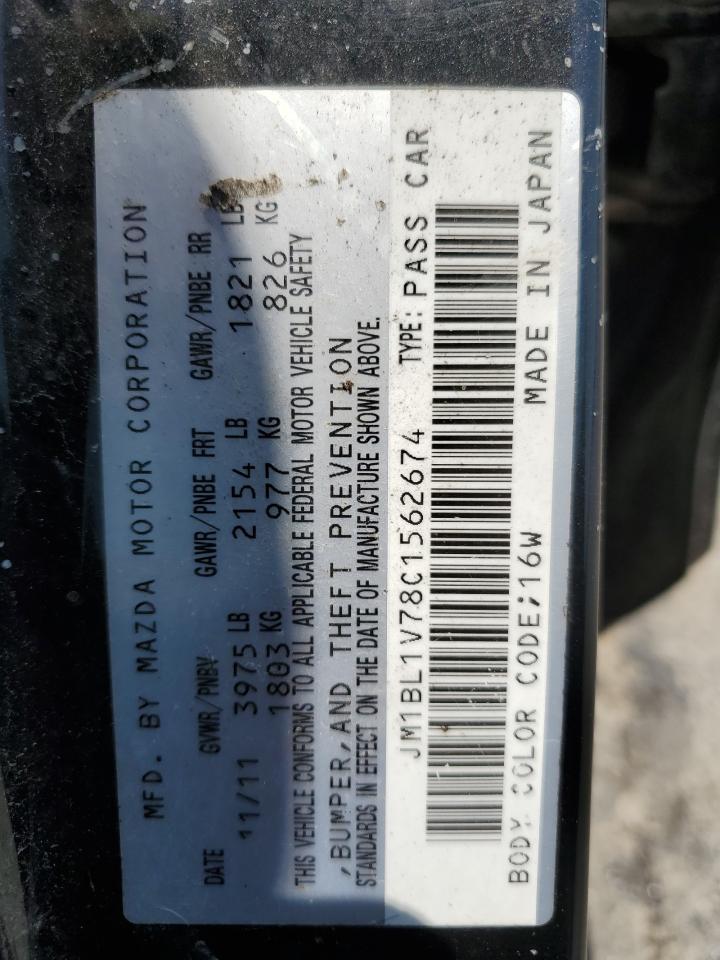 MFD. BY MAZDA MOTOR CORPORATION
DATE GVWR/PNBV GAWR/PNBE FRT GAWR/PNBE RR
11/11 3975 LB 2154 LB 1821 LB
1803 KG 977 KG 826 KG
THIS VEHICLE CONFORMS TO ALL APPLICABLE FEDERAL MOTOR VEHICLE SAFETY
,BUMPER,AND THEFT PREVENTION
STANDARDS IN EFFECT ON THE DATE OF MANUFACTURE SHOWN ABOVE.
JM1BL1V78C1562674 TYPE: PASS CAR
BODY COLOR CODE;16W MADE IN JAPAN